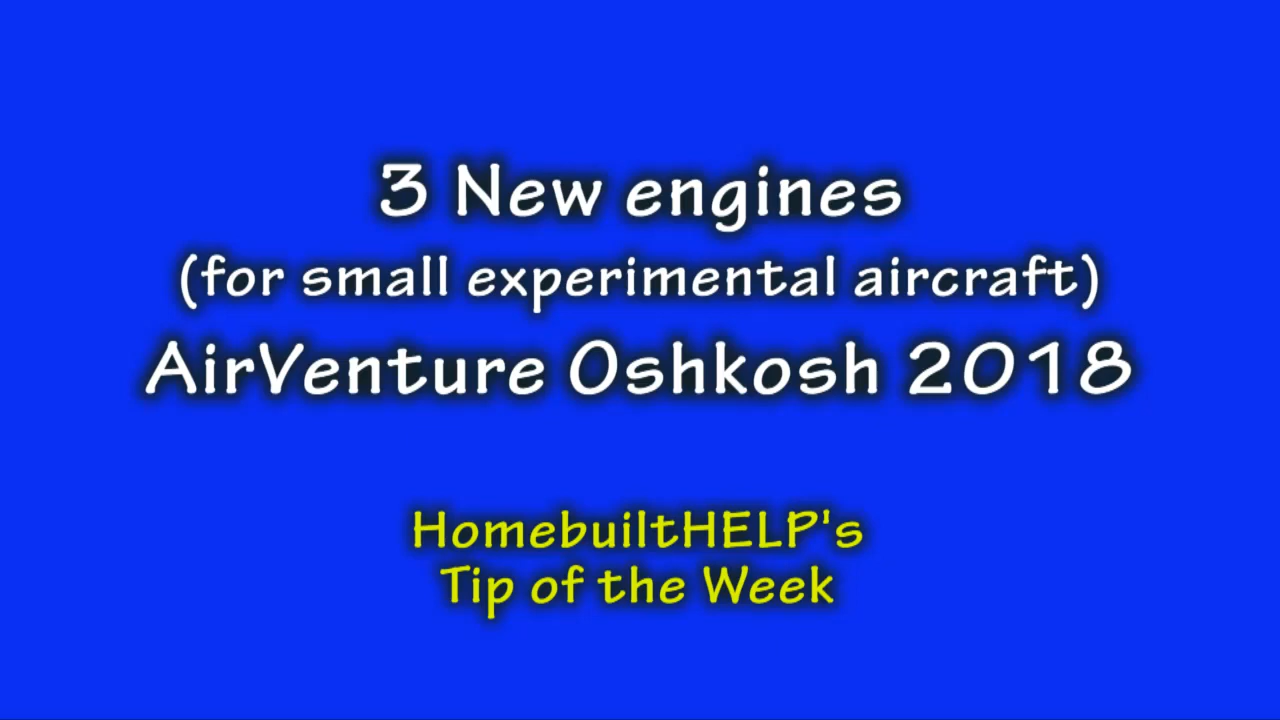 3 New engines
(for small experimental aircraft)
AirVenture Oshkosh 2018
HomebuiltHELP's
Tip of the Week